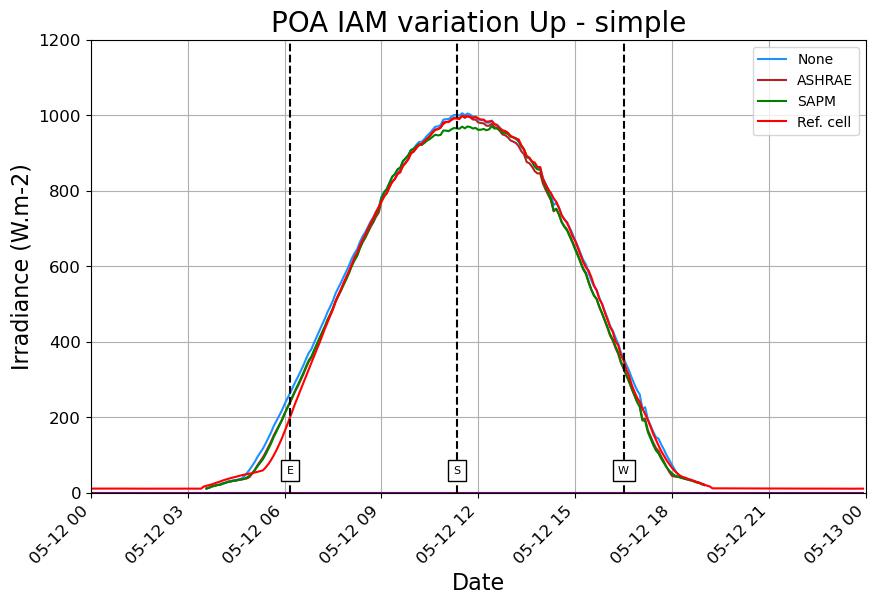 POA IAM variation Up - simple
None
ASHRAE
SAPM
Ref. cell
Irradiance (W.m-2)
1200
1000
800
600
400
200
0
E
S
W
05-12 00
05-12 03
05-12 06
05-12 09
05-12 12
05-12 15
05-12 18
05-12 21
05-13 00
Date